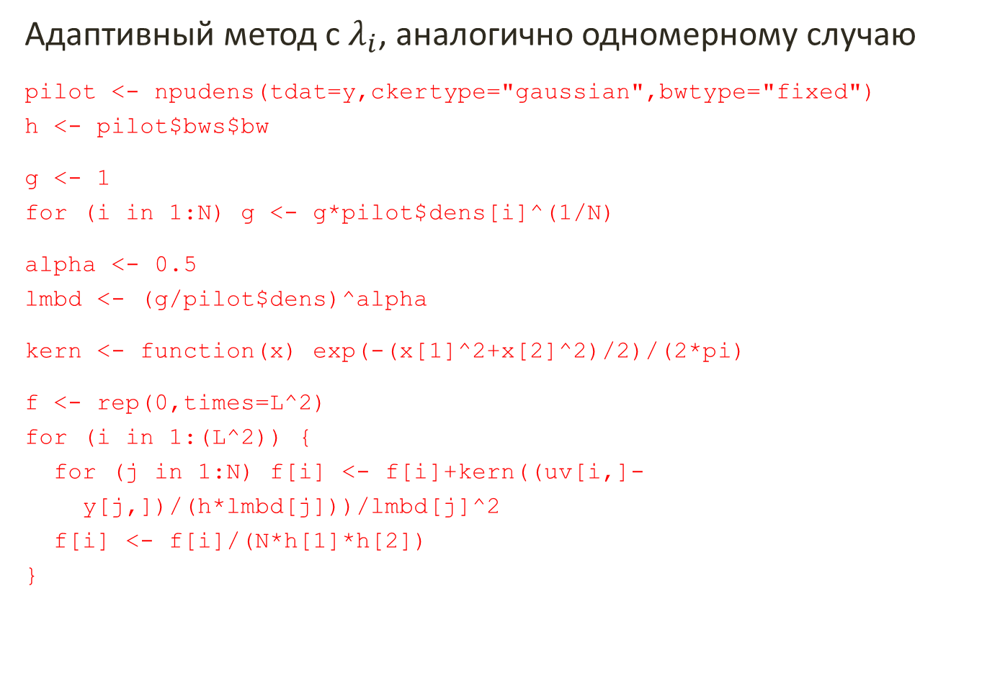 Адаптивный метод с λᵢ, аналогично одномерному случаю
pilot <- npudens(tdat=y,ckertype="gaussian",bwtype="fixed")
h <- pilot$bws$bw
g <- 1
for (i in 1:N) g <- g*pilot$dens[i]^(1/N)
alpha <- 0.5
lmbd <- (g/pilot$dens)^alpha
kern <- function(x) exp(-(x[1]^2+x[2]^2)/2)/(2*pi)
f <- rep(0,times=L^2)
for (i in 1:(L^2)) {
for (j in 1:N) f[i] <- f[i]+kern((uv[i,]-
y[j,])/(h*lmbd[j]))/lmbd[j]^2
f[i] <- f[i]/(N*h[1]*h[2])
}